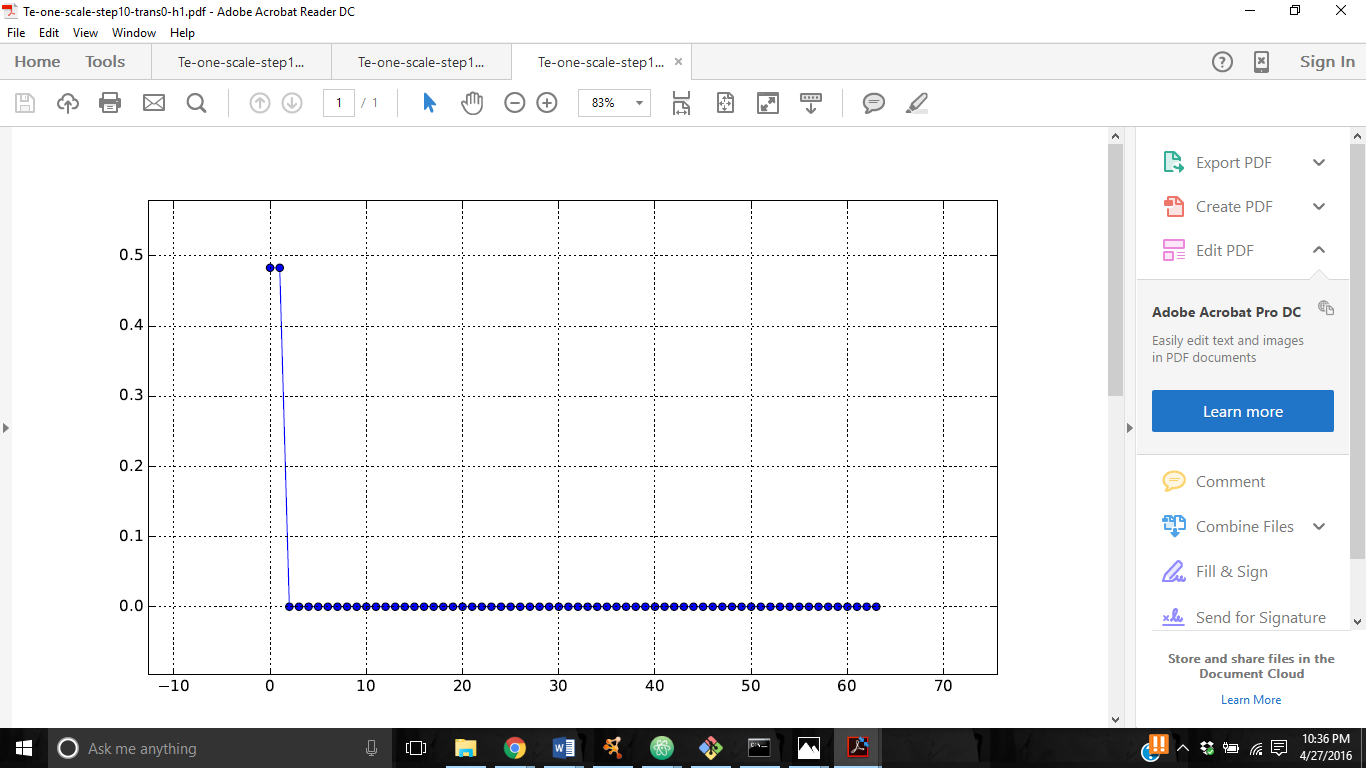 Te-one-scale-step10-trans0-h1.pdf - Adobe Acrobat Reader DC
File Edit View Window Help
Home Tools Te-one-scale-step1... Te-one-scale-step1... Te-one-scale-step1... × Sign In
1 / 1 83%
0.5
0.4
0.3
0.2
0.1
0.0
−10 0 10 20 30 40 50 60 70
Export PDF
Create PDF
Edit PDF
Adobe Acrobat Pro DC
Easily edit text and images
in PDF documents
Learn more
Comment
Combine Files
Fill & Sign
Send for Signature
Store and share files in the
Document Cloud
Learn More
Ask me anything
10:36 PM
4/27/2016